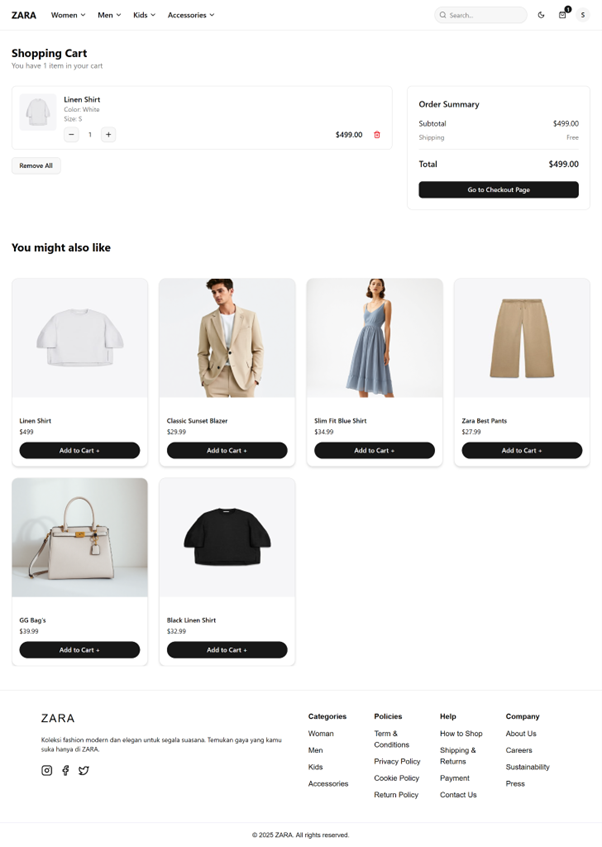 ZARA Women Men Kids Accessories Search... 1 S
Shopping Cart
You have 1 item in your cart
Linen Shirt
Color: White
Size: S
− 1 + $499.00
Remove All
Order Summary
Subtotal $499.00
Shipping Free
Total $499.00
Go to Checkout Page
You might also like
Linen Shirt
$499
Add to Cart +
Classic Sunset Blazer
$29.99
Add to Cart +
Slim Fit Blue Shirt
$34.99
Add to Cart +
Zara Best Pants
$27.99
Add to Cart +
GG Bag's
$39.99
Add to Cart +
Black Linen Shirt
$32.99
Add to Cart +
ZARA
Koleksi fashion modern dan elegan untuk segala suasana. Temukan gaya yang kamu
suka hanya di ZARA.
Categories
Woman
Men
Kids
Accessories
Policies
Term &
Conditions
Privacy Policy
Cookie Policy
Return Policy
Help
How to Shop
Shipping &
Returns
Payment
Contact Us
Company
About Us
Careers
Sustainability
Press
© 2025 ZARA. All rights reserved.